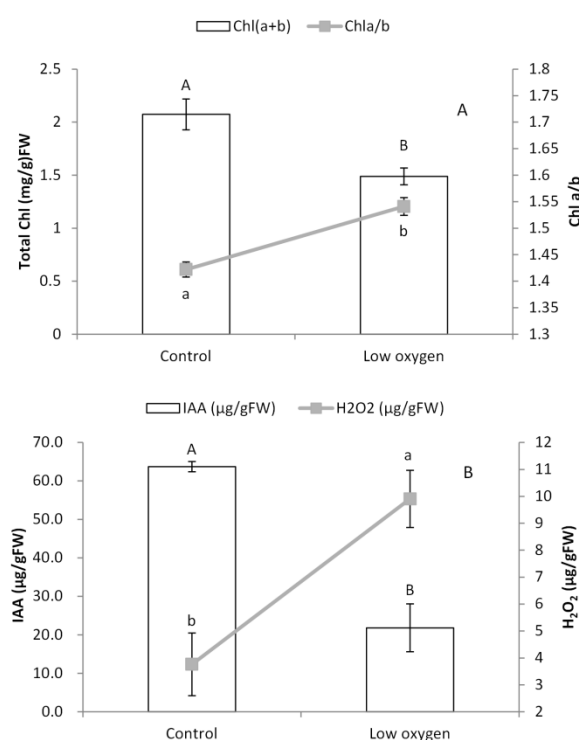 Chl(a+b) Chla/b
2.5
2
1.5
1
0.5
0
Total Chl (mg/g)FW
A
B
a
b
A
1.8
1.75
1.7
1.65
1.6
1.55
1.5
1.45
1.4
1.35
1.3
Chl a/b
Control Low oxygen
IAA (µg/gFW) H2O2 (µg/gFW)
70.0
60.0
50.0
40.0
30.0
20.0
10.0
0.0
IAA (µg/gFW)
A
a
b
B
B
12
11
10
9
8
7
6
5
4
3
2
H₂O₂ (µg/gFW)
Control Low oxygen